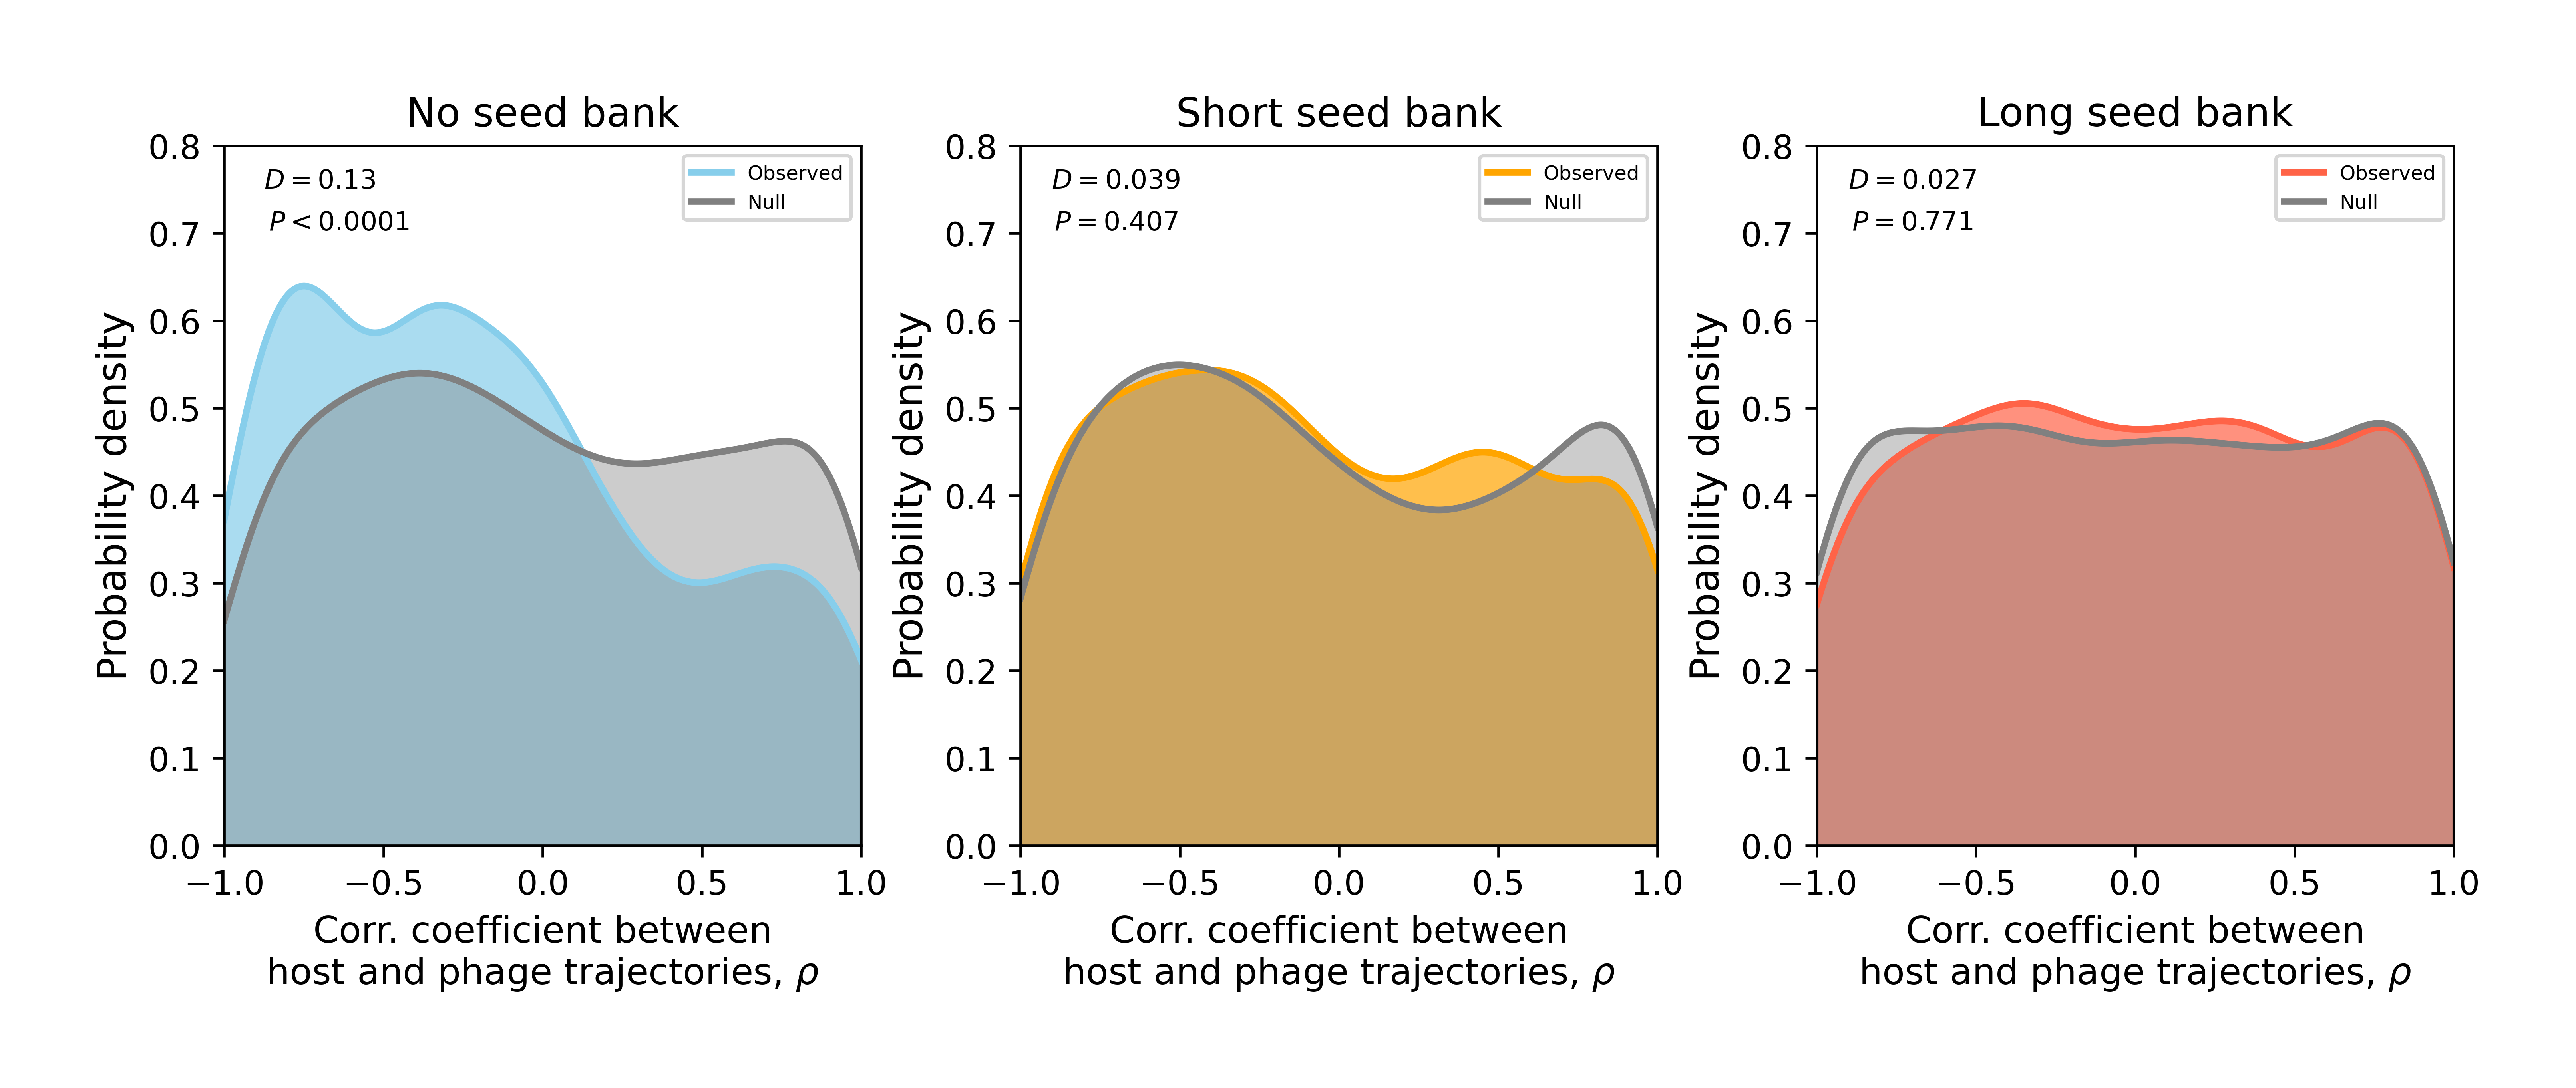 No seed bank
D = 0.13
P < 0.0001
Observed
Null
Probability density
0.8
0.7
0.6
0.5
0.4
0.3
0.2
0.1
0.0
−1.0 −0.5 0.0 0.5 1.0
Corr. coefficient between
host and phage trajectories, ρ
Short seed bank
D = 0.039
P = 0.407
Observed
Null
Probability density
0.8
0.7
0.6
0.5
0.4
0.3
0.2
0.1
0.0
−1.0 −0.5 0.0 0.5 1.0
Corr. coefficient between
host and phage trajectories, ρ
Long seed bank
D = 0.027
P = 0.771
Observed
Null
Probability density
0.8
0.7
0.6
0.5
0.4
0.3
0.2
0.1
0.0
−1.0 −0.5 0.0 0.5 1.0
Corr. coefficient between
host and phage trajectories, ρ